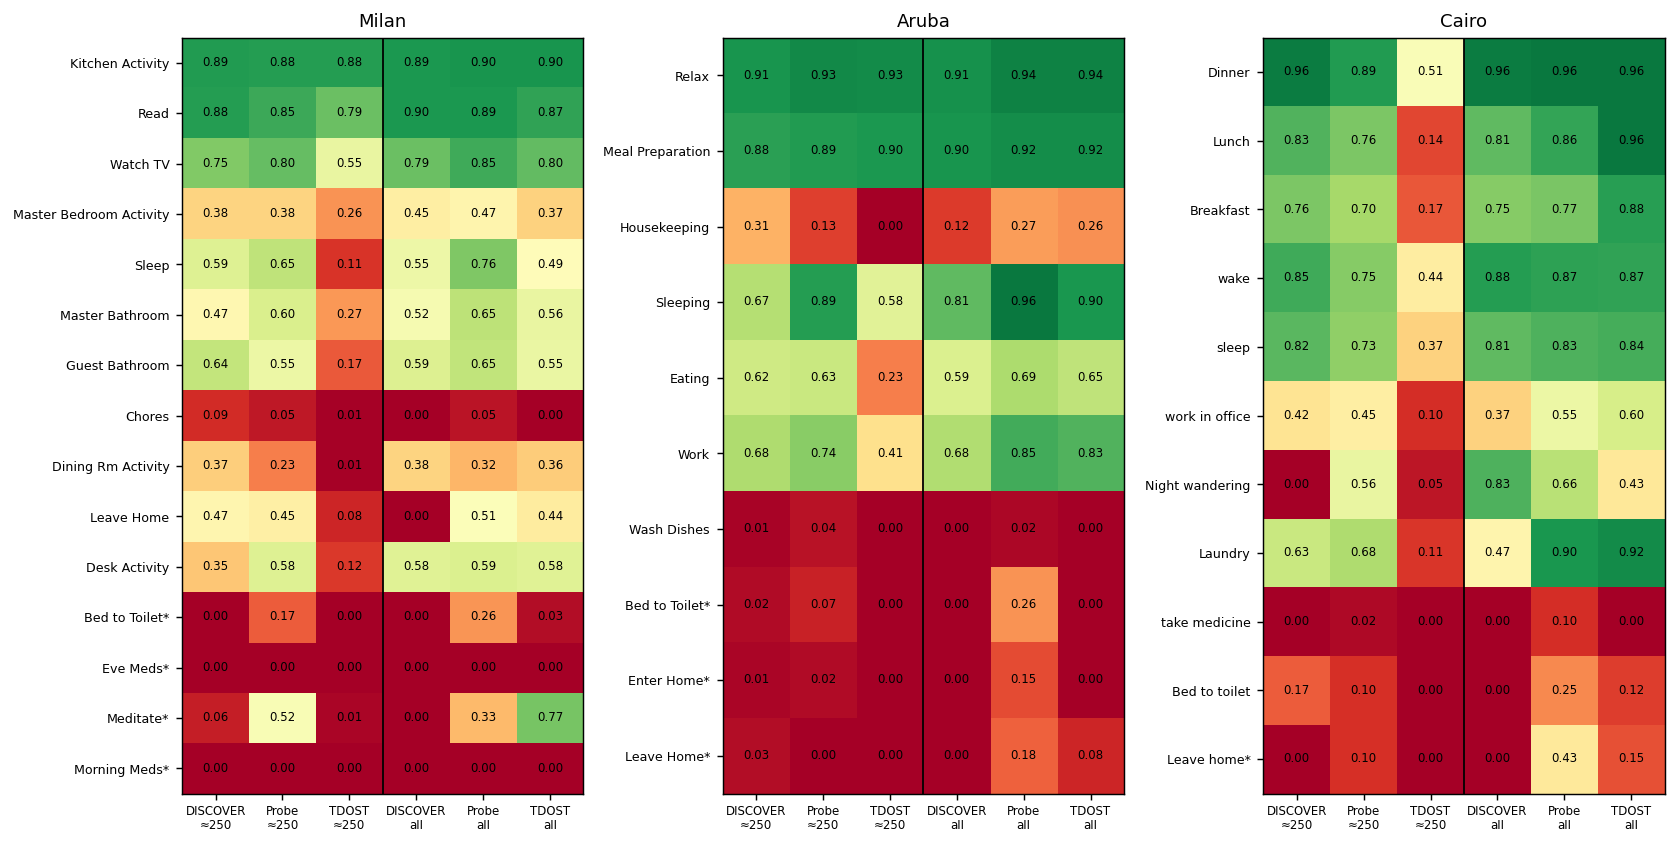 Milan
Kitchen Activity 0.89 0.88 0.88 0.89 0.90 0.90
Read 0.88 0.85 0.79 0.90 0.89 0.87
Watch TV 0.75 0.80 0.55 0.79 0.85 0.80
Master Bedroom Activity 0.38 0.38 0.26 0.45 0.47 0.37
Sleep 0.59 0.65 0.11 0.55 0.76 0.49
Master Bathroom 0.47 0.60 0.27 0.52 0.65 0.56
Guest Bathroom 0.64 0.55 0.17 0.59 0.65 0.55
Chores 0.09 0.05 0.01 0.00 0.05 0.00
Dining Rm Activity 0.37 0.23 0.01 0.38 0.32 0.36
Leave Home 0.47 0.45 0.08 0.00 0.51 0.44
Desk Activity 0.35 0.58 0.12 0.58 0.59 0.58
Bed to Toilet* 0.00 0.17 0.00 0.00 0.26 0.03
Eve Meds* 0.00 0.00 0.00 0.00 0.00 0.00
Meditate* 0.06 0.52 0.01 0.00 0.33 0.77
Morning Meds* 0.00 0.00 0.00 0.00 0.00 0.00
DISCOVER Probe TDOST DISCOVER Probe TDOST
≈250 ≈250 ≈250 all all all
Aruba
Relax 0.91 0.93 0.93 0.91 0.94 0.94
Meal Preparation 0.88 0.89 0.90 0.90 0.92 0.92
Housekeeping 0.31 0.13 0.00 0.12 0.27 0.26
Sleeping 0.67 0.89 0.58 0.81 0.96 0.90
Eating 0.62 0.63 0.23 0.59 0.69 0.65
Work 0.68 0.74 0.41 0.68 0.85 0.83
Wash Dishes 0.01 0.04 0.00 0.00 0.02 0.00
Bed to Toilet* 0.02 0.07 0.00 0.00 0.26 0.00
Enter Home* 0.01 0.02 0.00 0.00 0.15 0.00
Leave Home* 0.03 0.00 0.00 0.00 0.18 0.08
DISCOVER Probe TDOST DISCOVER Probe TDOST
≈250 ≈250 ≈250 all all all
Cairo
Dinner 0.96 0.89 0.51 0.96 0.96 0.96
Lunch 0.83 0.76 0.14 0.81 0.86 0.96
Breakfast 0.76 0.70 0.17 0.75 0.77 0.88
wake 0.85 0.75 0.44 0.88 0.87 0.87
sleep 0.82 0.73 0.37 0.81 0.83 0.84
work in office 0.42 0.45 0.10 0.37 0.55 0.60
Night wandering 0.00 0.56 0.05 0.83 0.66 0.43
Laundry 0.63 0.68 0.11 0.47 0.90 0.92
take medicine 0.00 0.02 0.00 0.00 0.10 0.00
Bed to toilet 0.17 0.10 0.00 0.00 0.25 0.12
Leave home* 0.00 0.10 0.00 0.00 0.43 0.15
DISCOVER Probe TDOST DISCOVER Probe TDOST
≈250 ≈250 ≈250 all all all